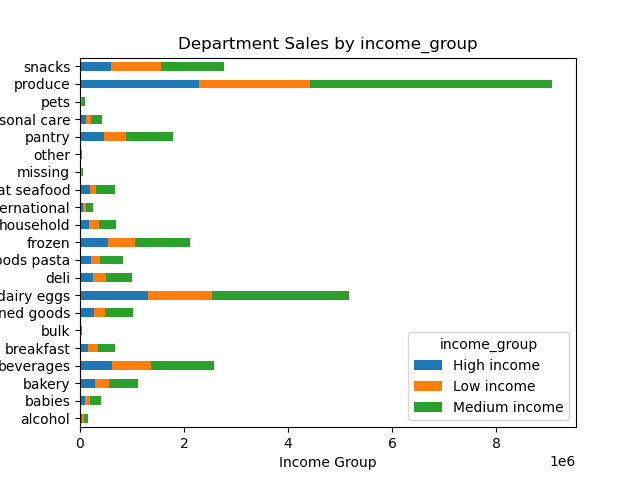 Department Sales by income_group
snacks
produce
pets
sonal care
pantry
other
missing
at seafood
ernational
household
frozen
oods pasta
deli
dairy eggs
ned goods
bulk
breakfast
beverages
bakery
babies
alcohol
income_group
High income
Low income
Medium income
0 2 4 6 8
1e6
Income Group